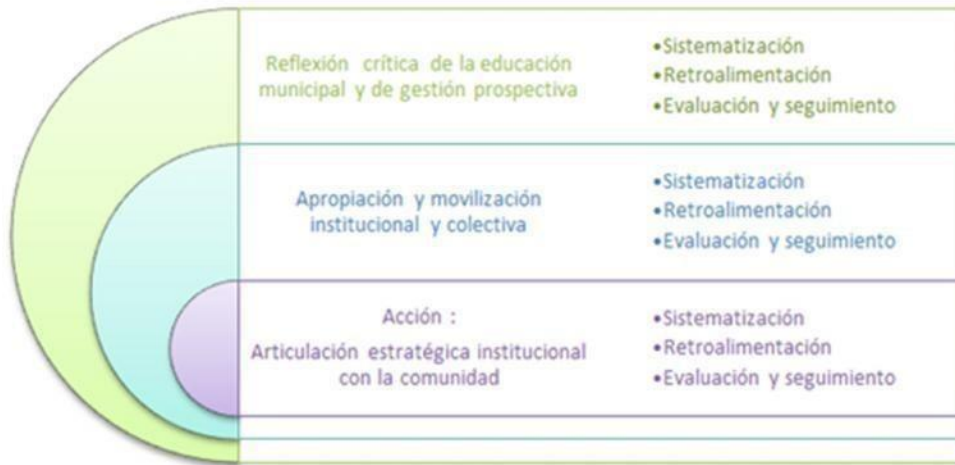 Reflexión crítica de la educación
municipal y de gestión prospectiva
•Sistematización
•Retroalimentación
•Evaluación y seguimiento
Apropiación y movilización
institucional y colectiva
•Sistematización
•Retroalimentación
•Evaluación y seguimiento
Acción :
Articulación estratégica institucional
con la comunidad
•Sistematización
•Retroalimentación
•Evaluación y seguimiento